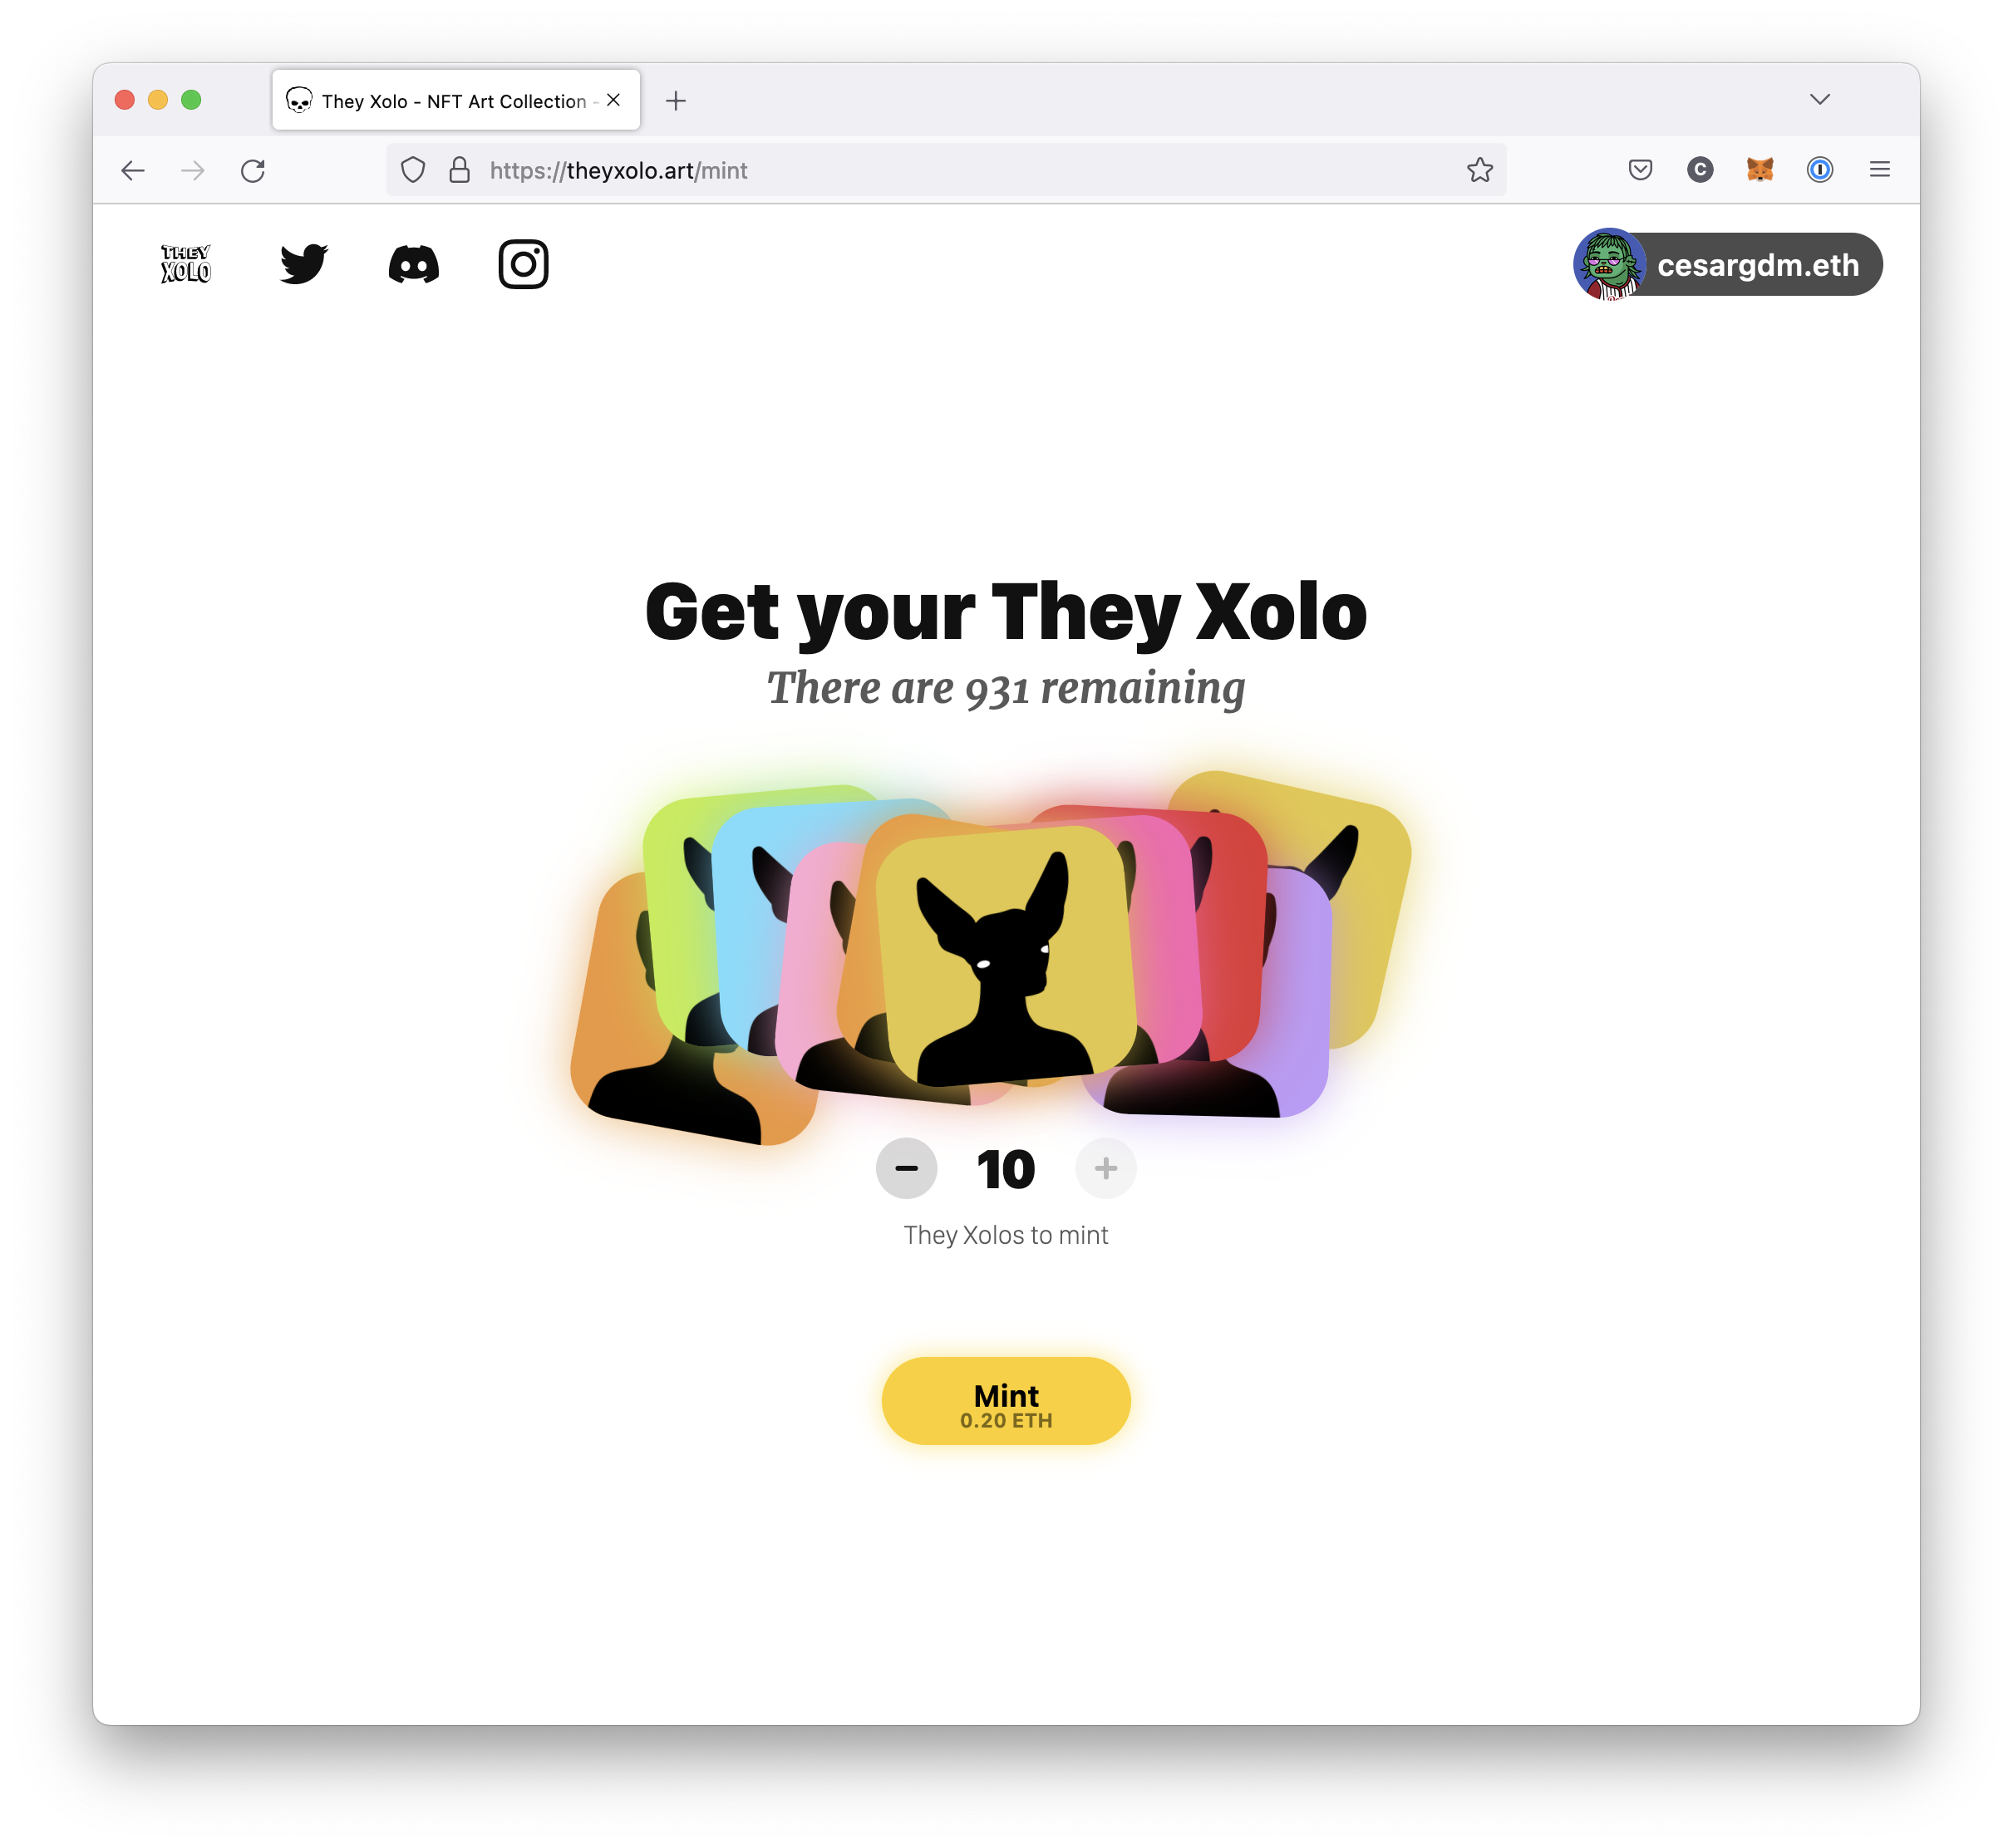 They Xolo - NFT Art Collection -
https://theyxolo.art/mint
C
THEY
XOLO
cesargdm.eth
Get your They Xolo
There are 931 remaining
10
They Xolos to mint
Mint
0.20 ETH